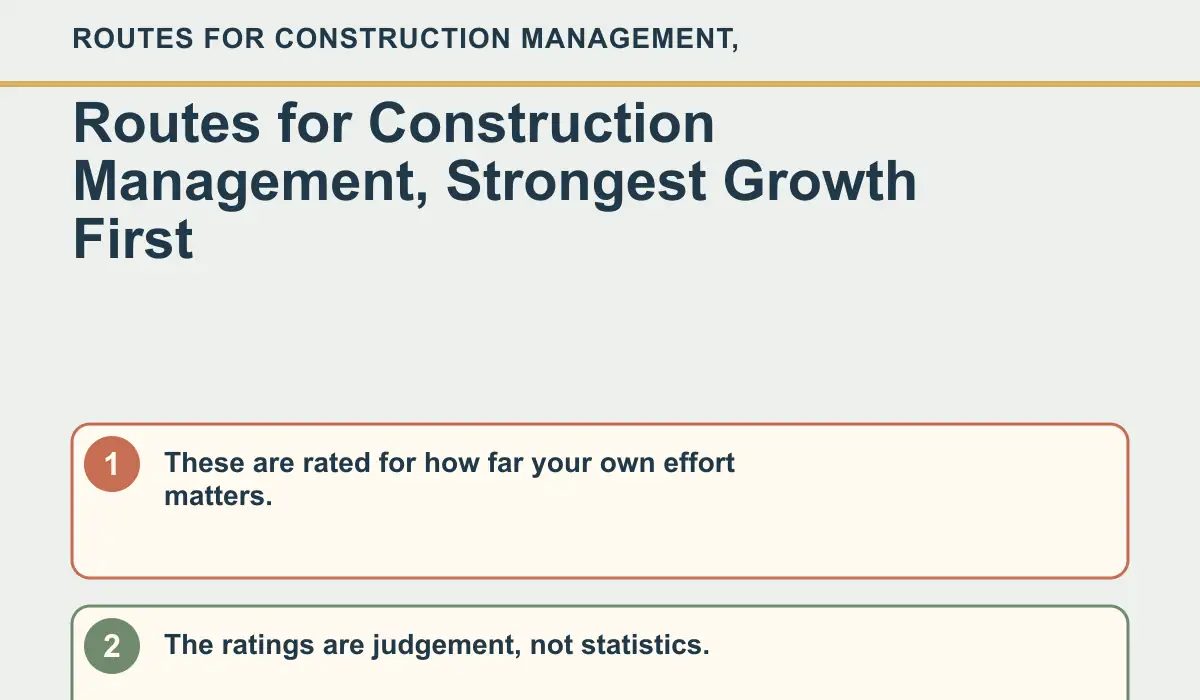 ROUTES FOR CONSTRUCTION MANAGEMENT,
Routes for Construction
Management, Strongest Growth
First
1
These are rated for how far your own effort
matters.
2
The ratings are judgement, not statistics.